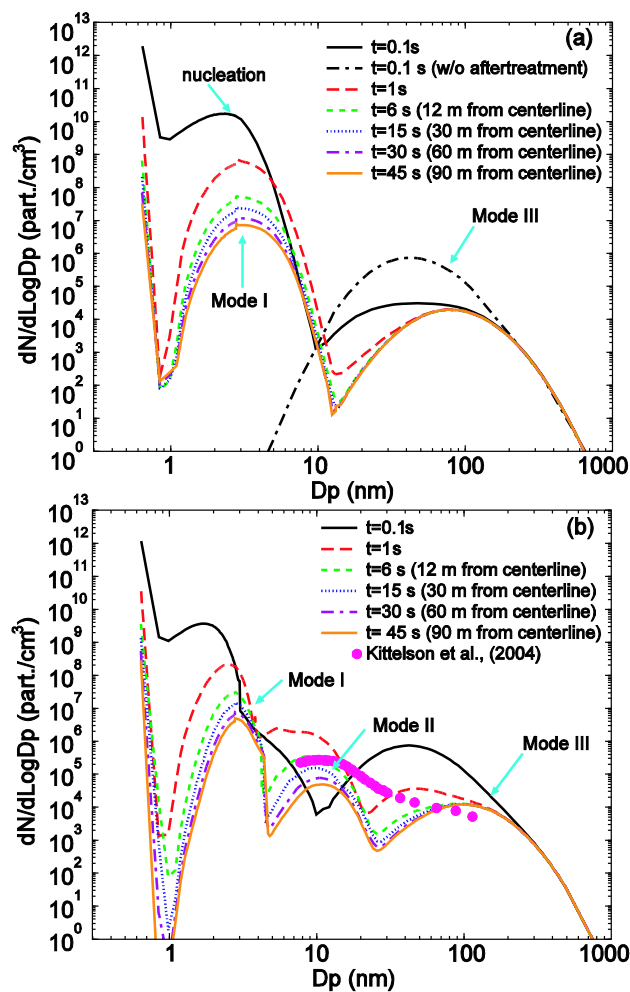 10^13
10^12
10^11
10^10
10^9
10^8
10^7
10^6
10^5
10^4
10^3
10^2
10^1
10^0
dN/dLogDp (part./cm^3)
(a)
t=0.1s
t=0.1 s (w/o aftertreatment)
t=1s
t=6 s (12 m from centerline)
t=15 s (30 m from centerline)
t=30 s (60 m from centerline)
t=45 s (90 m from centerline)
nucleation
Mode III
Mode I
1
10
100
1000
Dp (nm)
10^13
10^12
10^11
10^10
10^9
10^8
10^7
10^6
10^5
10^4
10^3
10^2
10^1
10^0
dN/dLogDp (part./cm^3)
(b)
t=0.1s
t=1s
t=6 s (12 m from centerline)
t=15 s (30 m from centerline)
t=30 s (60 m from centerline)
t= 45 s (90 m from centerline)
Kittelson et al., (2004)
Mode I
Mode II
Mode III
1
10
100
1000
Dp (nm)